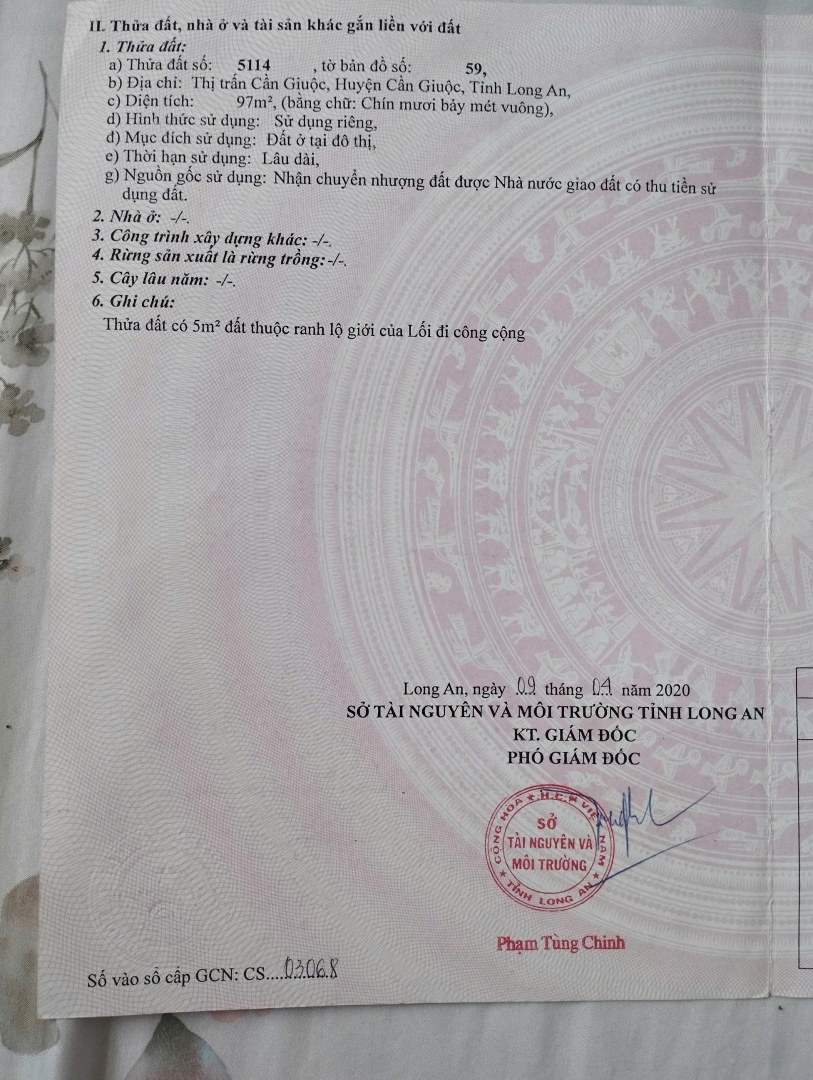 II. Thửa đất, nhà ở và tài sản khác gắn liền với đất
1. Thửa đất:
a) Thửa đất số: 5114 , tờ bản đồ số: 59,
b) Địa chỉ: Thị trấn Cần Giuộc, Huyện Cần Giuộc, Tỉnh Long An,
c) Diện tích: 97m², (bằng chữ: Chín mươi bảy mét vuông),
d) Hình thức sử dụng: Sử dụng riêng,
đ) Mục đích sử dụng: Đất ở tại đô thị,
e) Thời hạn sử dụng: Lâu dài,
g) Nguồn gốc sử dụng: Nhận chuyển nhượng đất được Nhà nước giao đất có thu tiền sử
dụng đất.
2. Nhà ở: -/-.
3. Công trình xây dựng khác: -/-.
4. Rừng sản xuất là rừng trồng: -/-.
5. Cây lâu năm: -/-.
6. Ghi chú:
Thửa đất có 5m² đất thuộc ranh lộ giới của Lối đi công cộng
Long An, ngày 09 tháng 04 năm 2020
SỞ TÀI NGUYÊN VÀ MÔI TRƯỜNG TỈNH LONG AN
KT. GIÁM ĐỐC
PHÓ GIÁM ĐỐC
CỘNG HÒA X.H.C.N VIỆT NAM
SỞ
TÀI NGUYÊN VÀ
MÔI TRƯỜNG
TỈNH LONG AN
Phạm Tùng Chinh
Số vào sổ cấp GCN: CS....03068